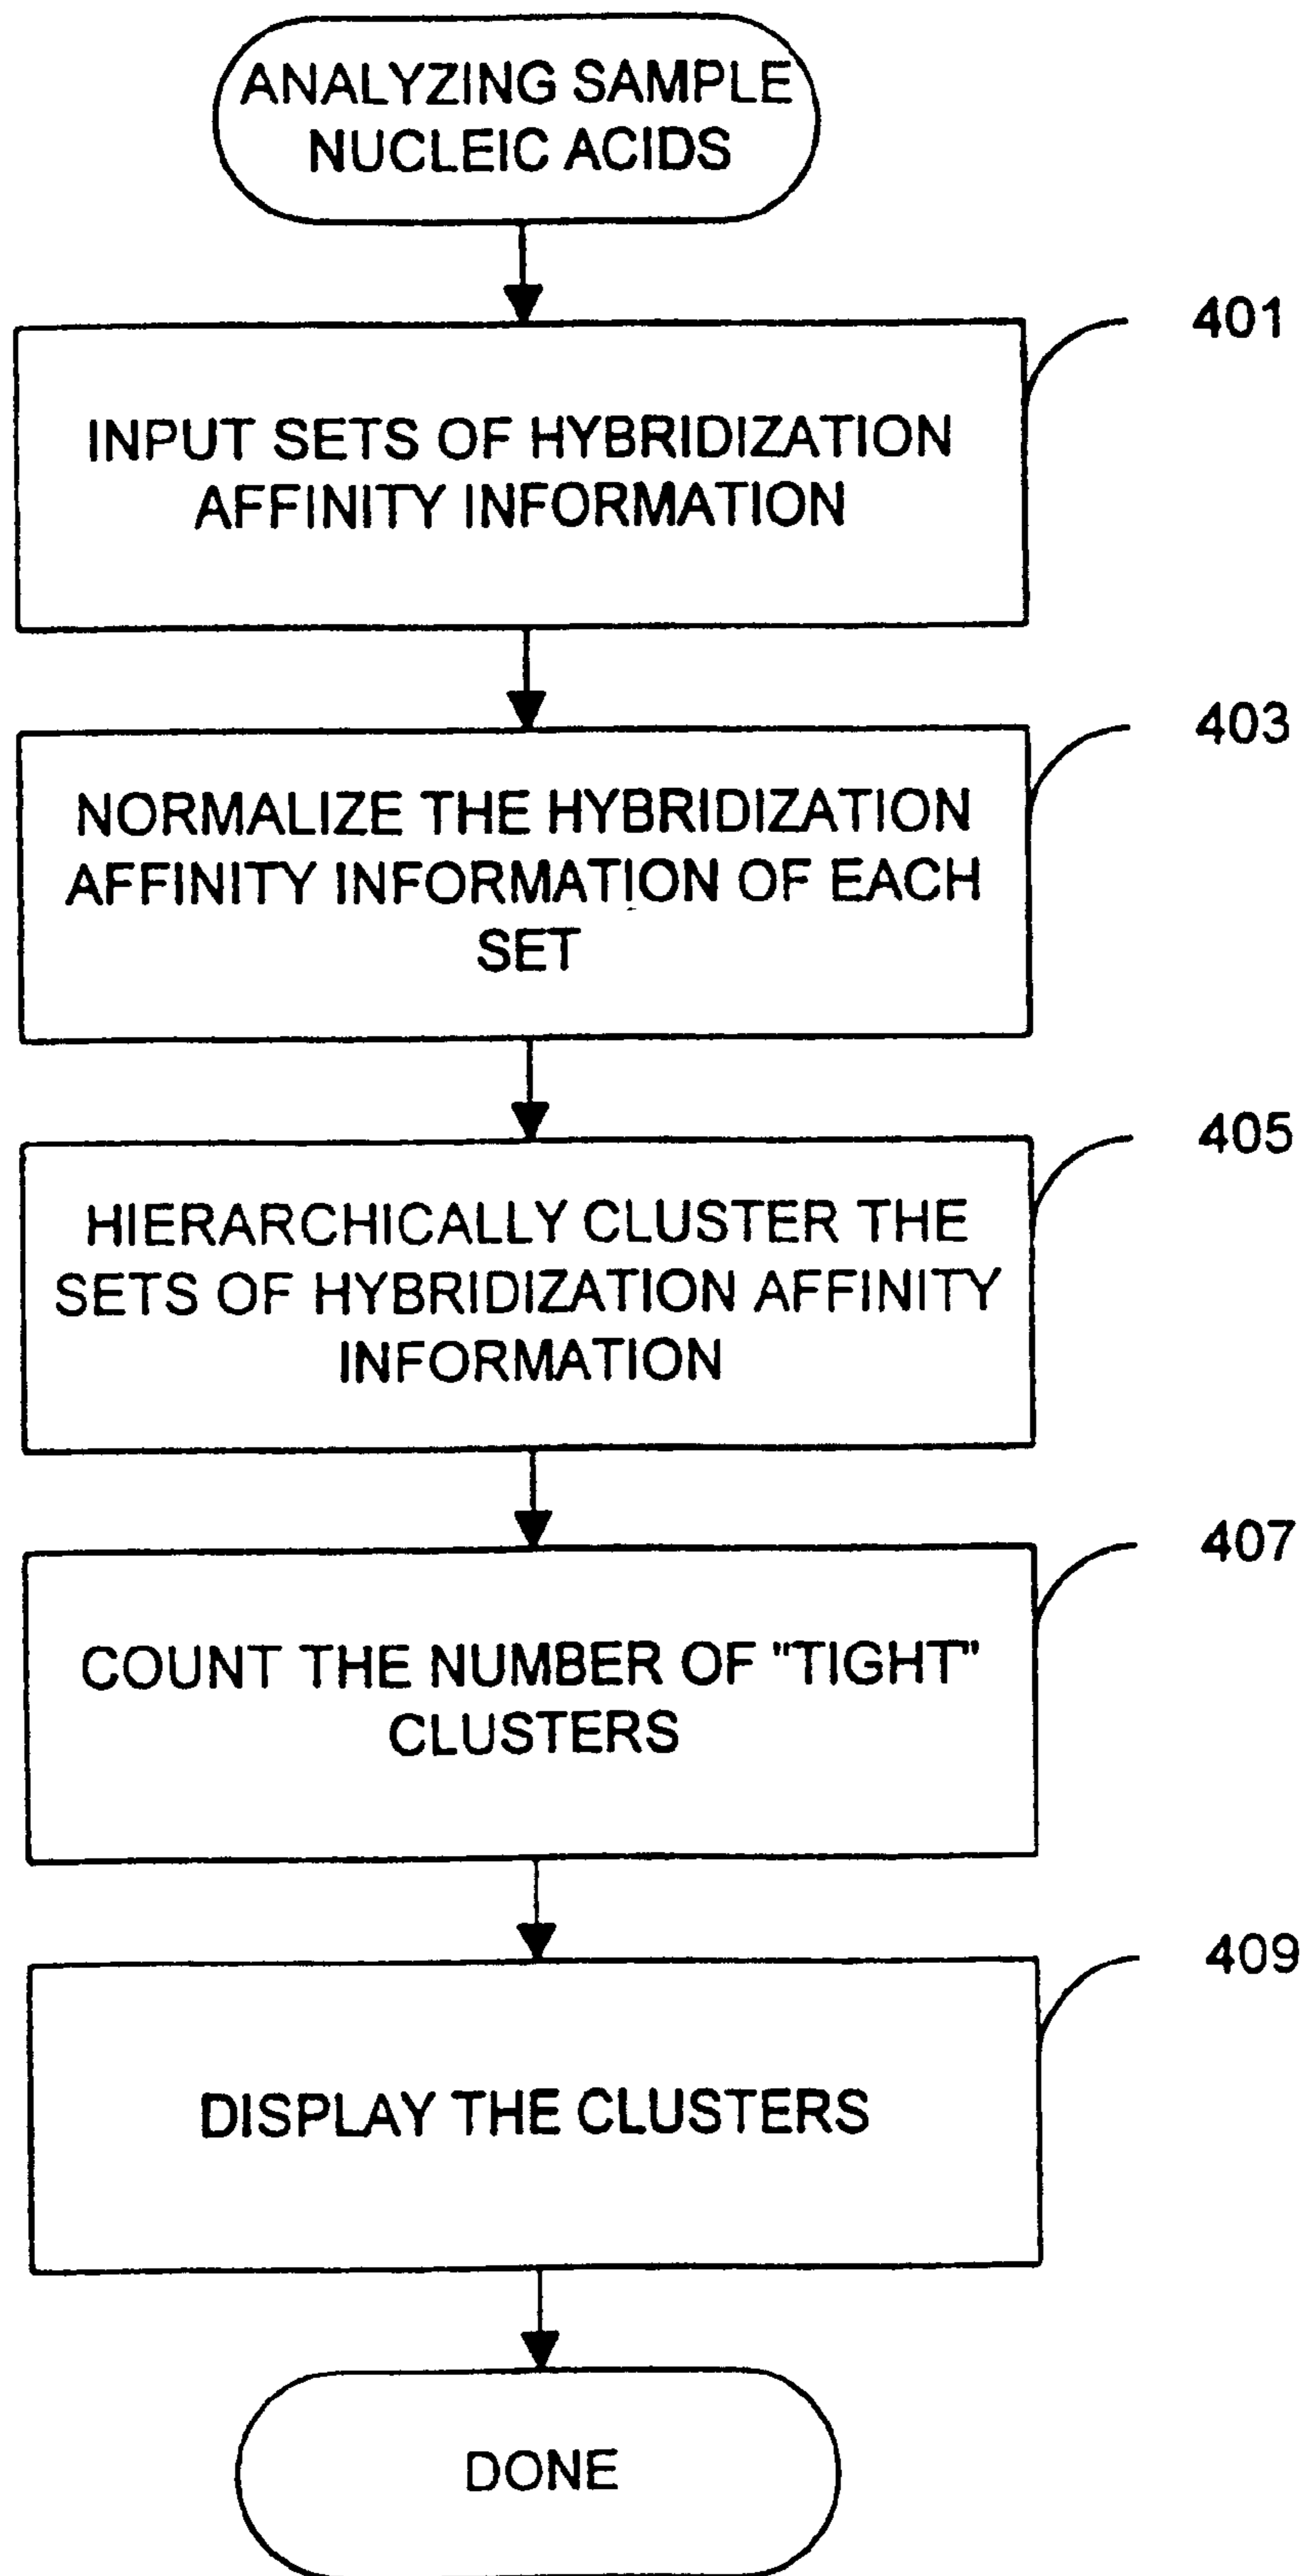 ANALYZING SAMPLE
NUCLEIC ACIDS
401
INPUT SETS OF HYBRIDIZATION
AFFINITY INFORMATION
403
NORMALIZE THE HYBRIDIZATION
AFFINITY INFORMATION OF EACH
SET
405
HIERARCHICALLY CLUSTER THE
SETS OF HYBRIDIZATION AFFINITY
INFORMATION
407
COUNT THE NUMBER OF "TIGHT"
CLUSTERS
409
DISPLAY THE CLUSTERS
DONE